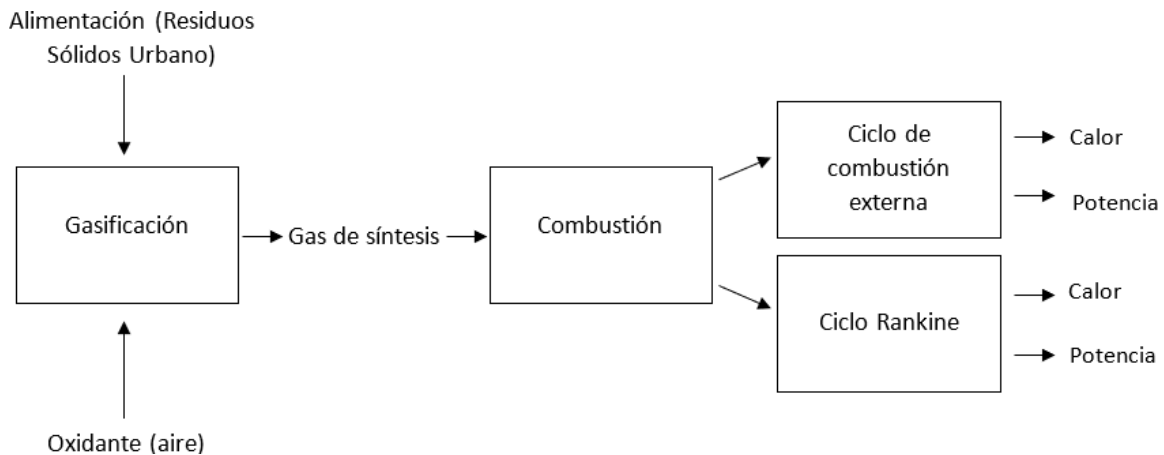 Alimentación (Residuos
Sólidos Urbano)
Gasificación
Oxidante (aire)
Gas de síntesis
Combustión
Ciclo de
combustión
externa
Calor
Potencia
Ciclo Rankine
Calor
Potencia